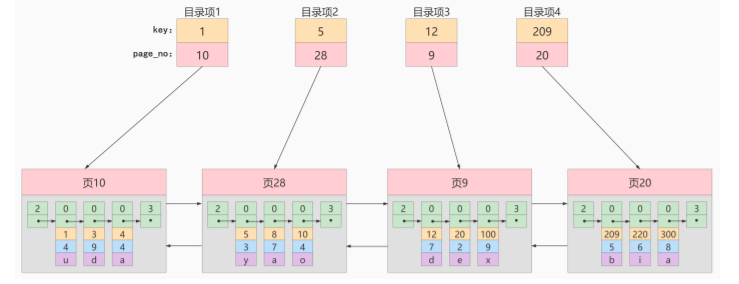 目录项1 目录项2 目录项3 目录项4
key: 1 5 12 209
page_no: 10 28 9 20
页10 页28 页9 页20
2 0 0 0 3 2 0 0 0 3 2 0 0 0 3 2 0 0 0 3
1 3 4 5 8 10 12 20 100 209 220 300
4 9 4 3 7 4 7 2 9 5 6 8
u d a y a o d e x b i a